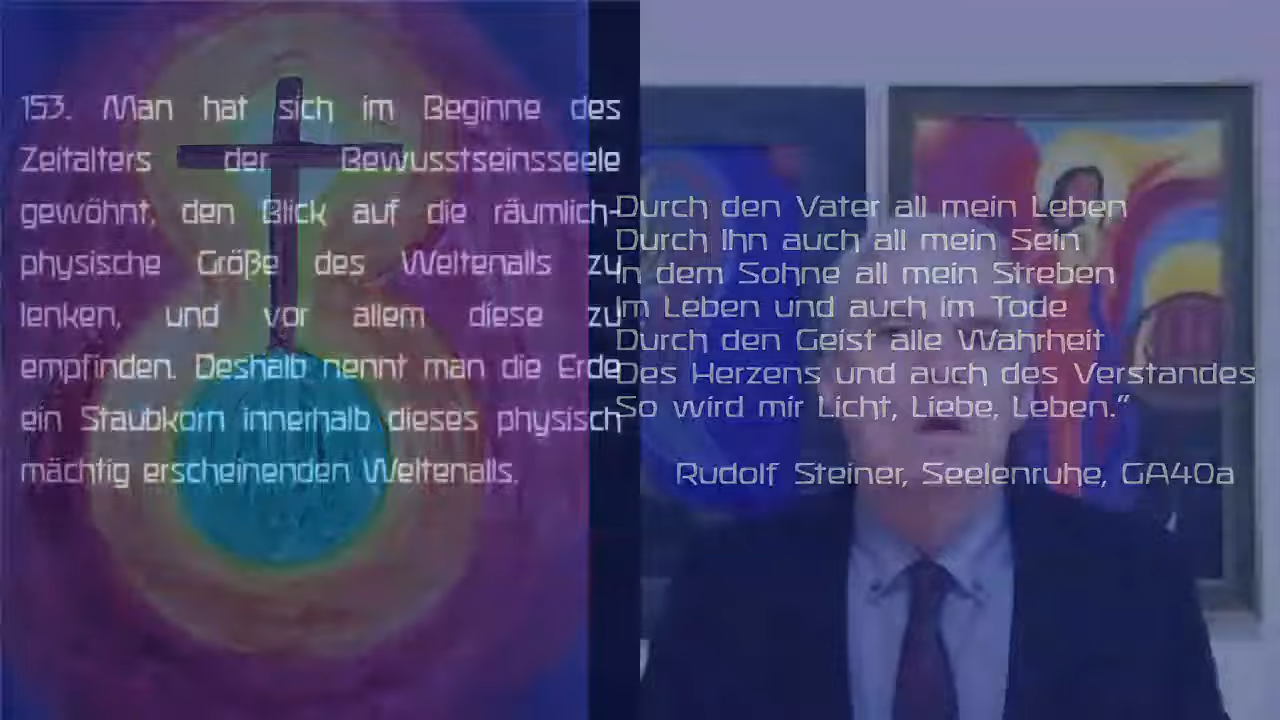 153. Man hat sich im Beginne des
Zeitalters der Bewusstseinsseele
gewöhnt, den Blick auf die räumlich-
physische Größe des Weltenalls zu
lenken, und vor allem diese zu
empfinden. Deshalb nennt man die Erde
ein Staubkorn innerhalb dieses physisch
mächtig erscheinenden Weltenalls.
Durch den Vater all mein Leben
Durch Ihn auch all mein Sein
In dem Sohne all mein Streben
Im Leben und auch im Tode
Durch den Geist alle Wahrheit
Des Herzens und auch des Verstandes
So wird mir Licht, Liebe, Leben.”
Rudolf Steiner, Seelenruhe, GA40a